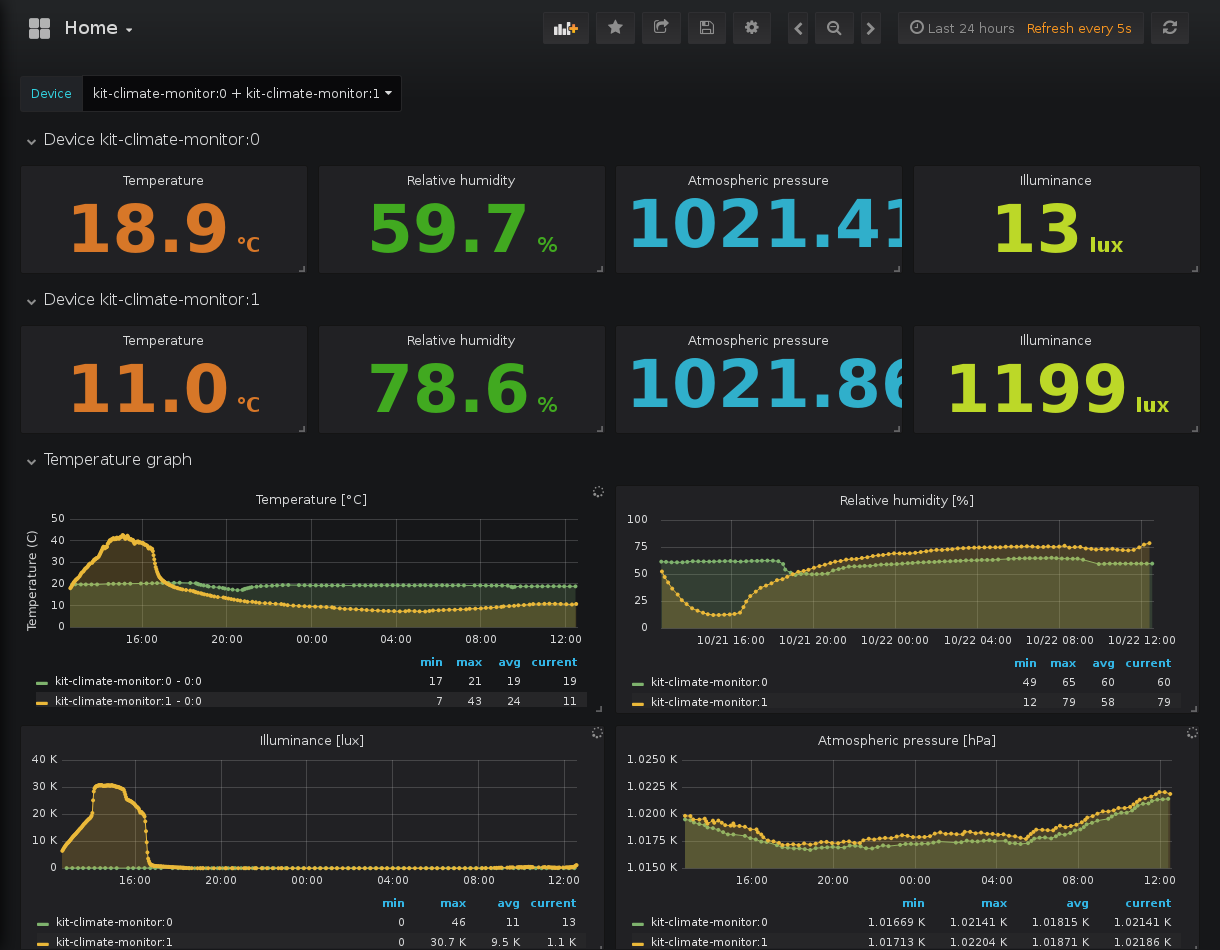 Home
Last 24 hours Refresh every 5s
Device kit-climate-monitor:0 + kit-climate-monitor:1
Device kit-climate-monitor:0
Temperature Relative humidity Atmospheric pressure Illuminance
18.9 °C 59.7 % 1021.41 13 lux
Device kit-climate-monitor:1
Temperature Relative humidity Atmospheric pressure Illuminance
11.0 °C 78.6 % 1021.86 1199 lux
Temperature graph
Temperature [°C]
Temperature (C)
50
40
30
20
10
0
16:00 20:00 00:00 04:00 08:00 12:00
min max avg current
kit-climate-monitor:0 - 0:0 17 21 19 19
kit-climate-monitor:1 - 0:0 7 43 24 11
Relative humidity [%]
100
75
50
25
0
10/21 16:00 10/21 20:00 10/22 00:00 10/22 04:00 10/22 08:00 10/22 12:00
min max avg current
kit-climate-monitor:0 49 65 60 60
kit-climate-monitor:1 12 79 58 79
Illuminance [lux]
40 K
30 K
20 K
10 K
0
16:00 20:00 00:00 04:00 08:00 12:00
min max avg current
kit-climate-monitor:0 0 46 11 13
kit-climate-monitor:1 0 30.7 K 9.5 K 1.1 K
Atmospheric pressure [hPa]
1.0250 K
1.0225 K
1.0200 K
1.0175 K
1.0150 K
16:00 20:00 00:00 04:00 08:00 12:00
min max avg current
kit-climate-monitor:0 1.01669 K 1.02141 K 1.01815 K 1.02141 K
kit-climate-monitor:1 1.01713 K 1.02204 K 1.01871 K 1.02186 K